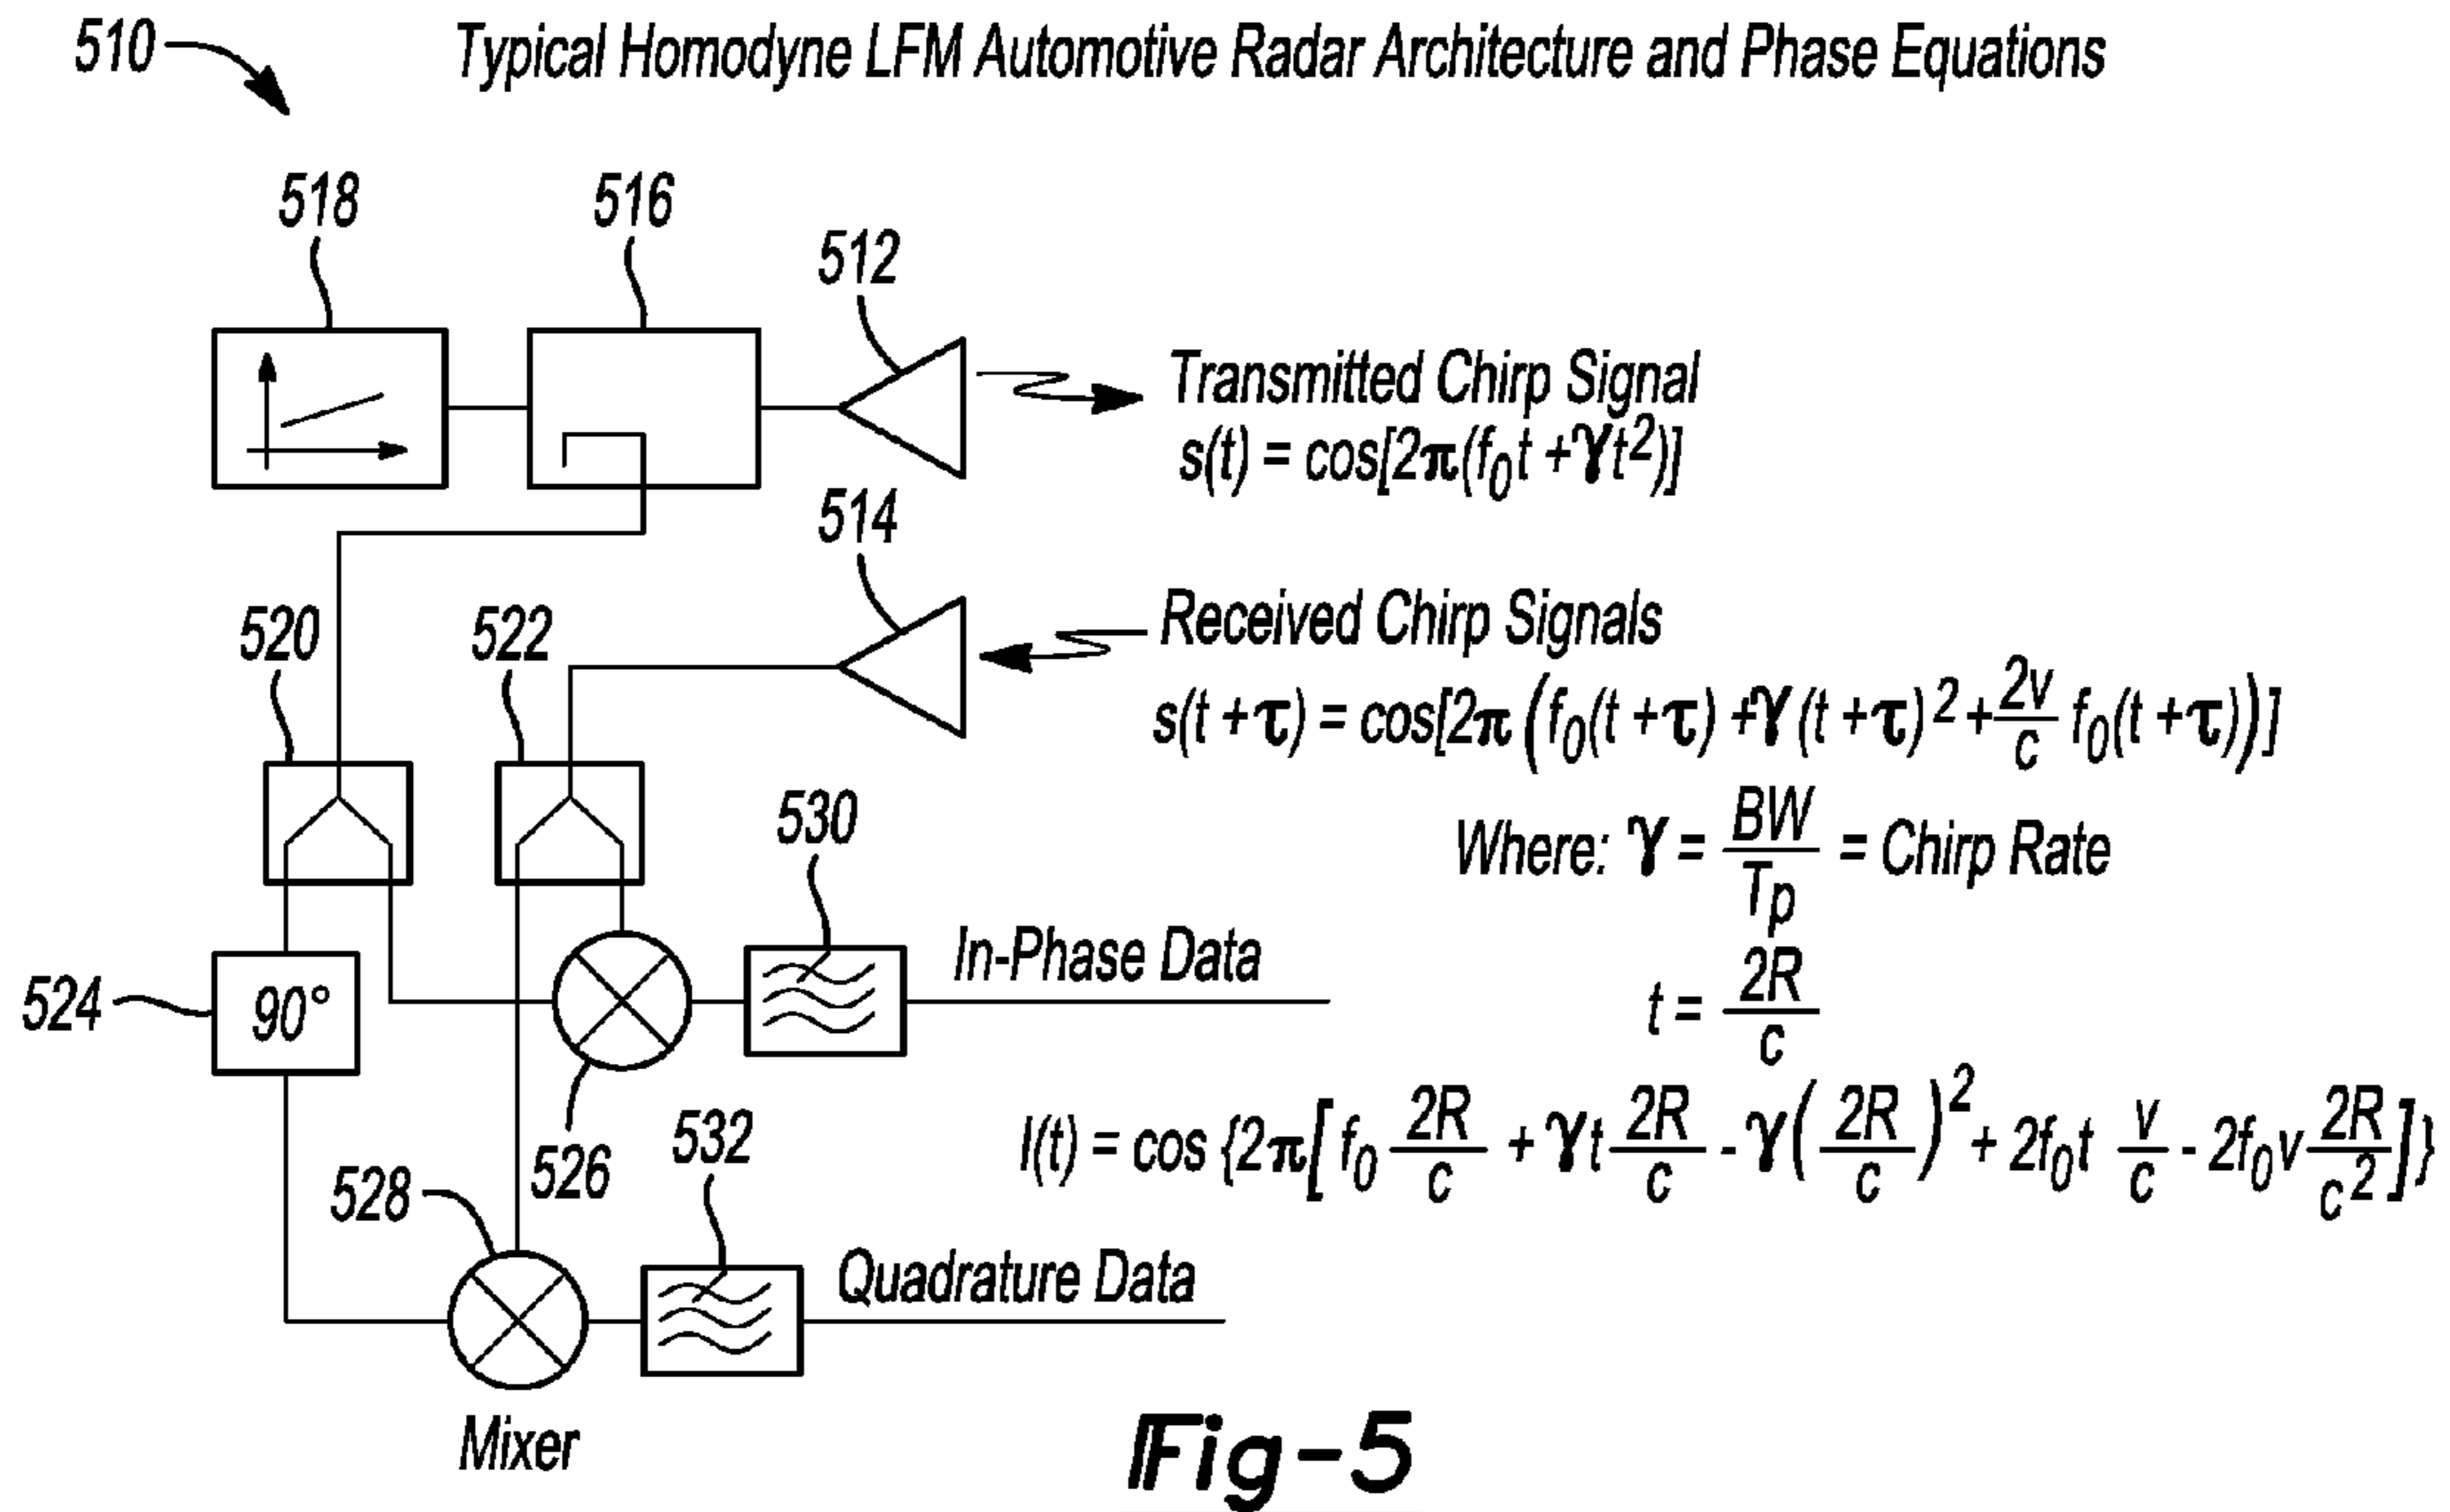 510
Typical Homodyne LFM Automotive Radar Architecture and Phase Equations
518
516
512
Transmitted Chirp Signal
s(t) = cos[2π(f₀t + γt²)]
514
520
522
Received Chirp Signals
s(t + τ) = cos[2π(f₀(t + τ) + γ(t + τ)² + 2v/c f₀(t + τ))]
530
Where: γ = BW/Tp = Chirp Rate
In-Phase Data
524
90°
t = 2R/c
526
532
I(t) = cos {2π[f₀ 2R/c + γt 2R/c - γ(2R/c)² + 2f₀t v/c - 2f₀v 2R/c²]}
528
Quadrature Data
Mixer
Fig-5